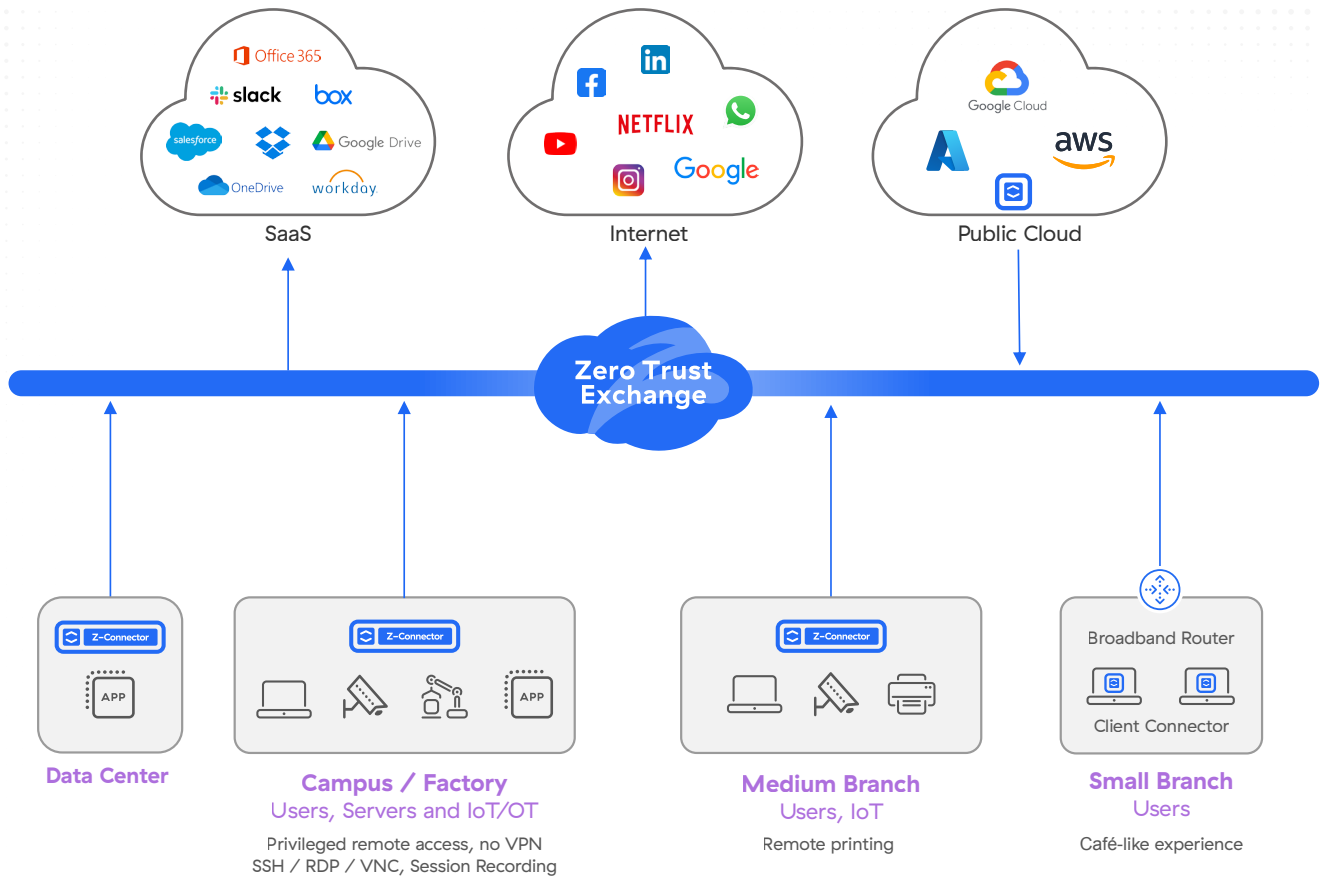 Office 365
slack
box
salesforce
Google Drive
OneDrive
workday.
SaaS
in
NETFLIX
Google
Internet
Google Cloud
aws
Public Cloud
Zero Trust
Exchange
Z-Connector
APP
Data Center
Z-Connector
APP
Campus / Factory
Users, Servers and IoT/OT
Privileged remote access, no VPN
SSH / RDP / VNC, Session Recording
Z-Connector
Medium Branch
Users, IoT
Remote printing
Broadband Router
Client Connector
Small Branch
Users
Café-like experience